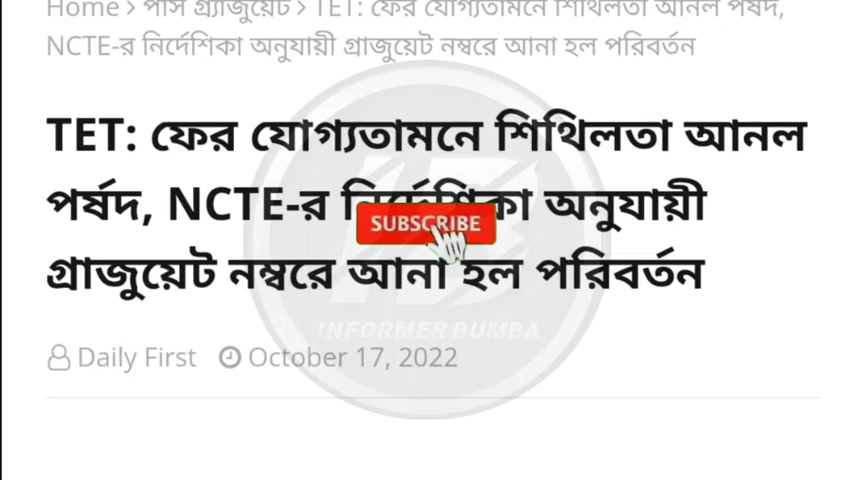 Home > পাস গ্র্যাজুয়েট > TET: ফের যোগ্যতামনে শিথিলতা আনল পর্ষদ,
NCTE-র নির্দেশিকা অনুযায়ী গ্রাজুয়েট নম্বরে আনা হল পরিবর্তন
TET: ফের যোগ্যতামনে শিথিলতা আনল
পর্ষদ, NCTE-র নির্দেশিকা অনুযায়ী
SUBSCRIBE
গ্রাজুয়েট নম্বরে আনা হল পরিবর্তন
INFORMER BUMBA
Daily First October 17, 2022